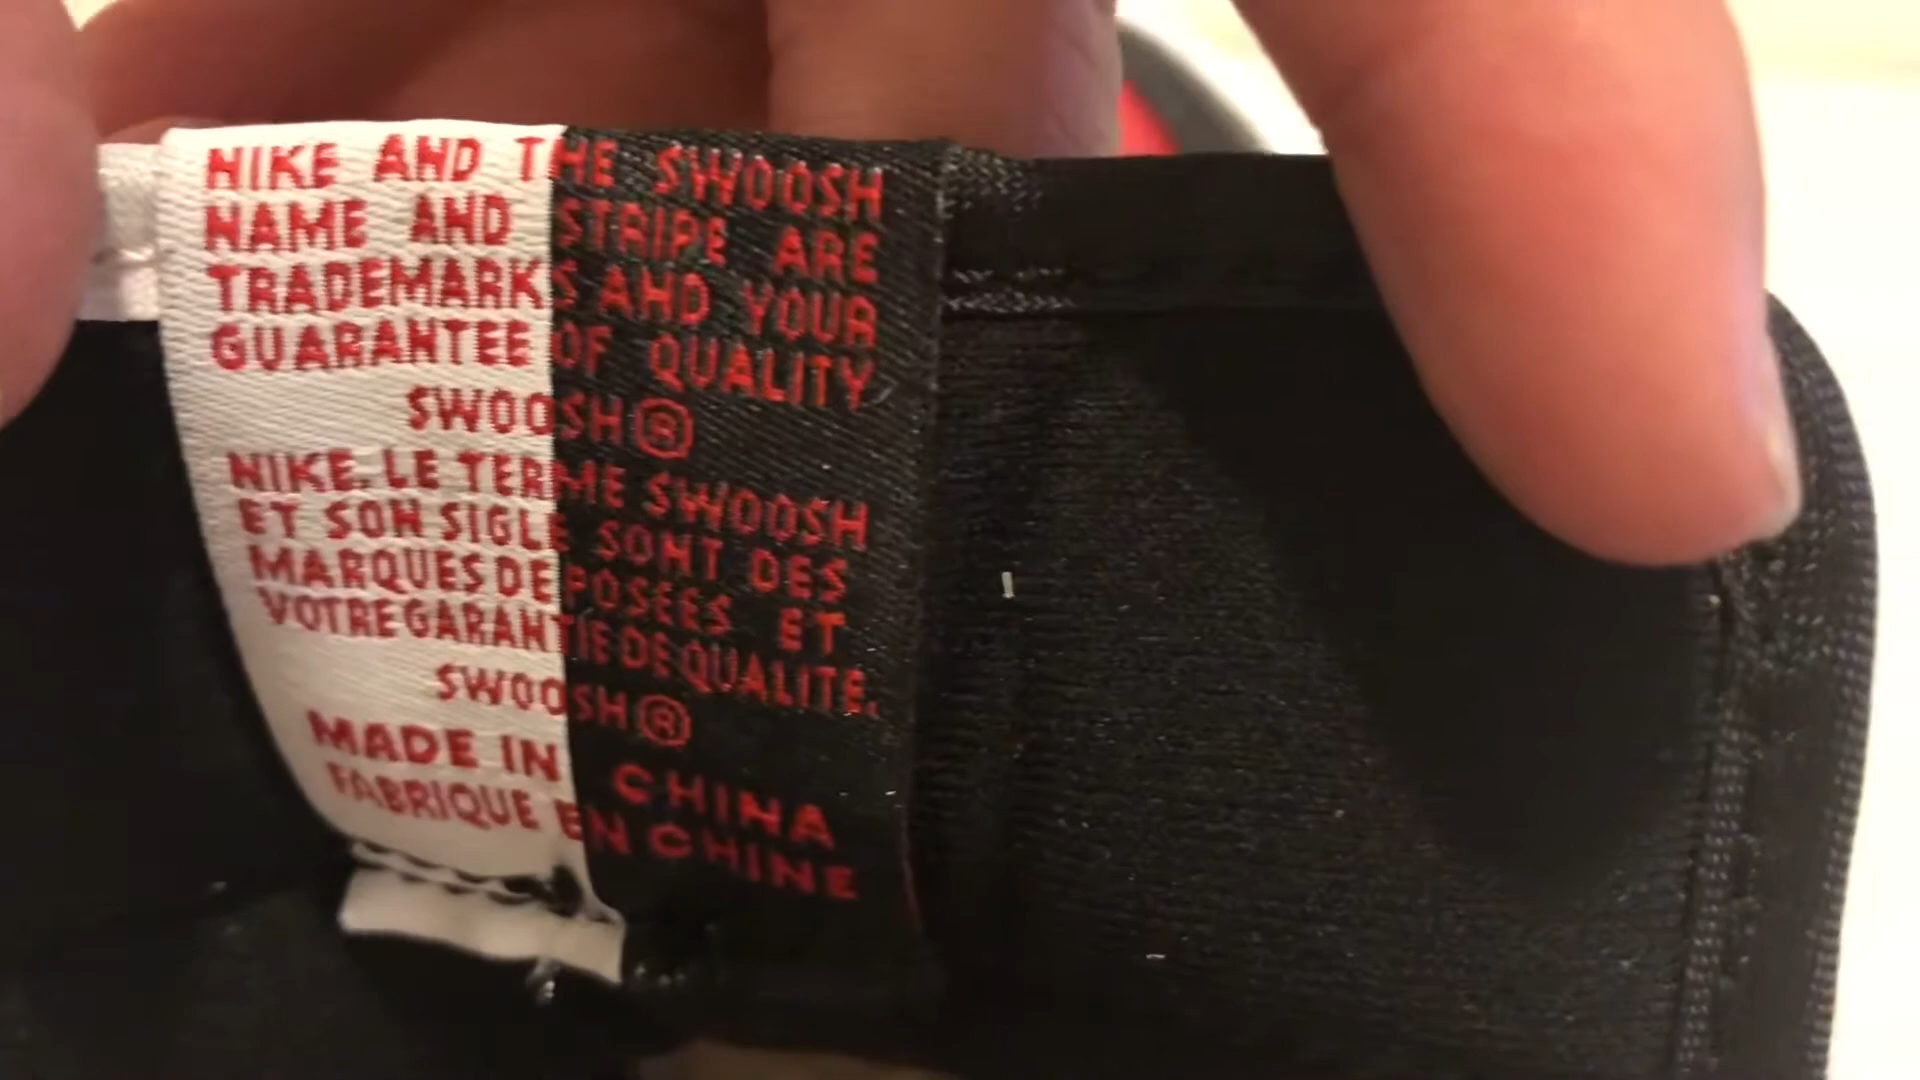 NIKE AND THE SWOOSH
NAME AND STRIPE ARE
TRADEMARKS AND YOUR
GUARANTEE OF QUALITY
SWOOSH®
NIKE. LE TERME SWOOSH
ET SON SIGLE SONT DES
MARQUES DEPOSEES ET
VOTRE GARANTIE DE QUALITE.
SWOOSH®
MADE IN CHINA
FABRIQUE EN CHINE